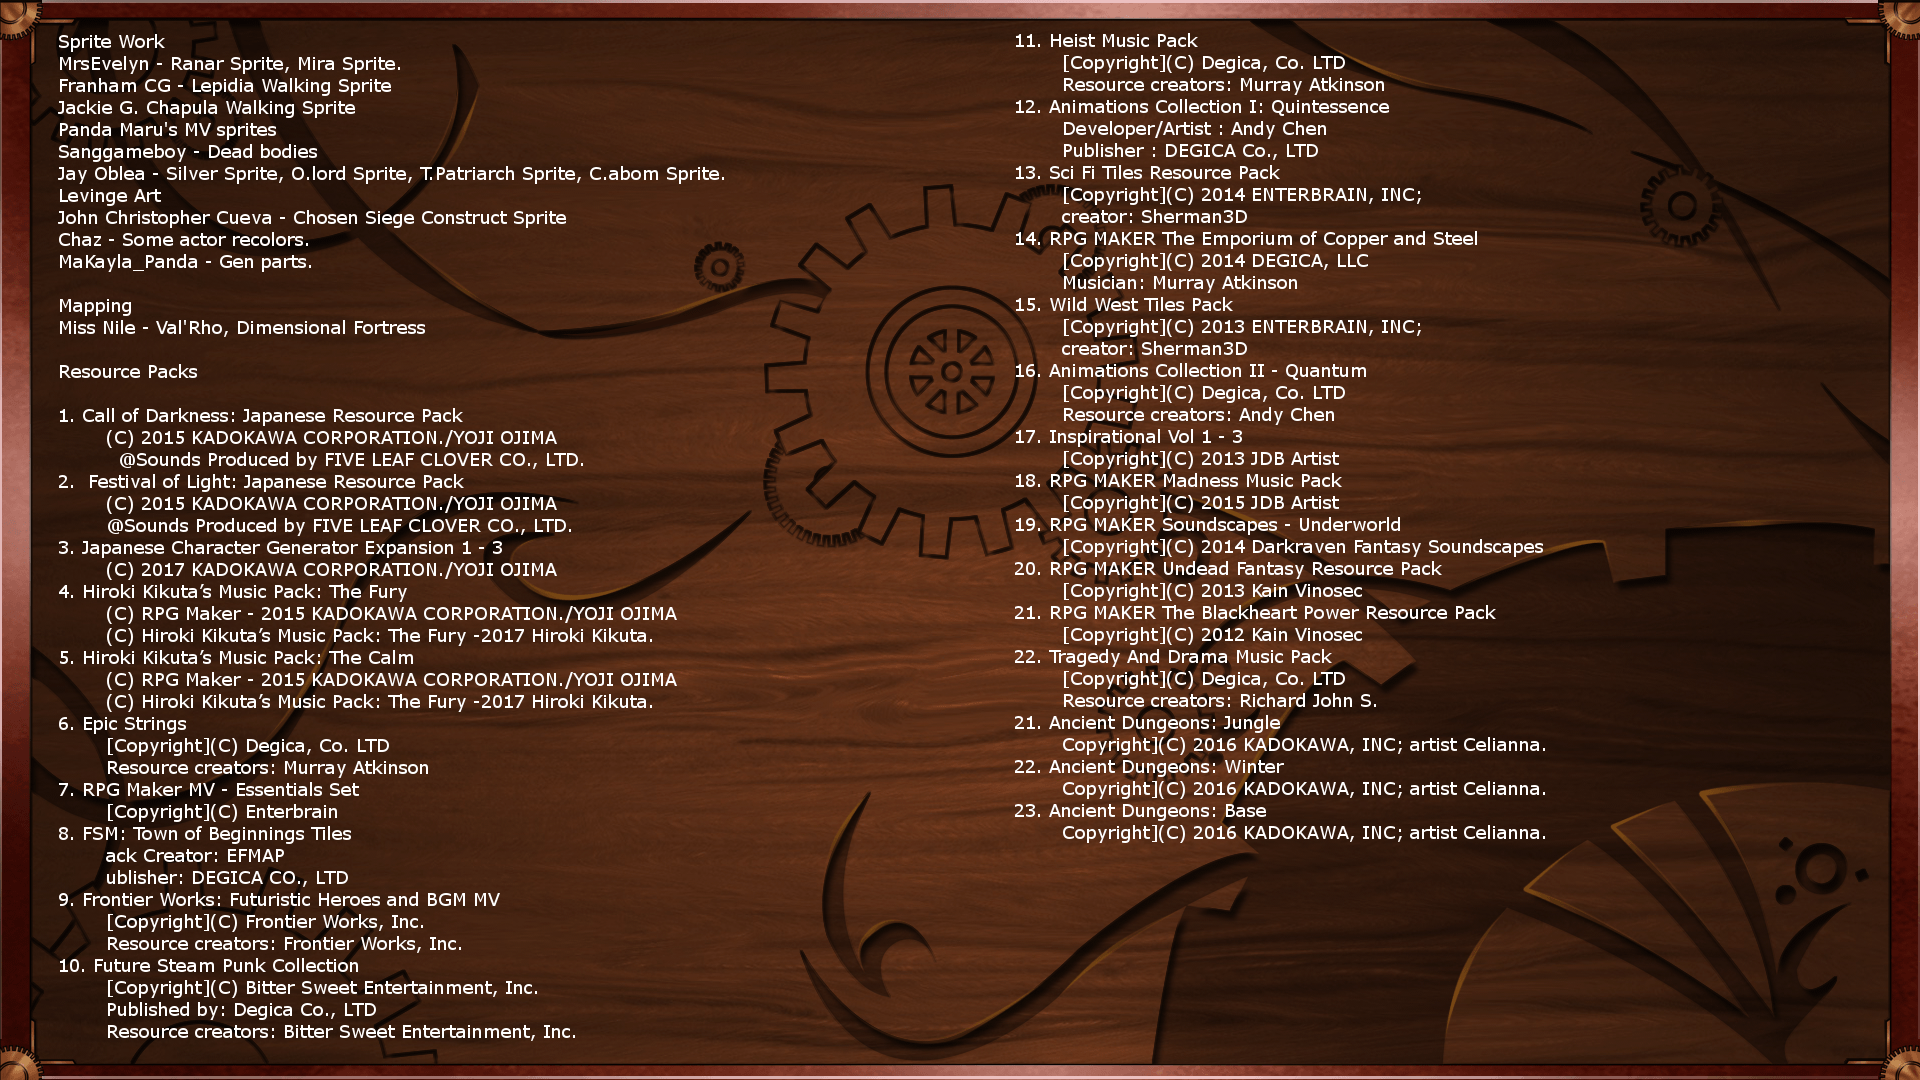 Sprite Work
MrsEvelyn - Ranar Sprite, Mira Sprite.
Franham CG - Lepidia Walking Sprite
Jackie G. Chapula Walking Sprite
Panda Maru's MV sprites
Sanggameboy - Dead bodies
Jay Oblea - Silver Sprite, O.lord Sprite, T.Patriarch Sprite, C.abom Sprite.
Levinge Art
John Christopher Cueva - Chosen Siege Construct Sprite
Chaz - Some actor recolors.
MaKayla_Panda - Gen parts.
Mapping
Miss Nile - Val'Rho, Dimensional Fortress
Resource Packs
1. Call of Darkness: Japanese Resource Pack
(C) 2015 KADOKAWA CORPORATION./YOJI OJIMA
@Sounds Produced by FIVE LEAF CLOVER CO., LTD.
2. Festival of Light: Japanese Resource Pack
(C) 2015 KADOKAWA CORPORATION./YOJI OJIMA
@Sounds Produced by FIVE LEAF CLOVER CO., LTD.
3. Japanese Character Generator Expansion 1 - 3
(C) 2017 KADOKAWA CORPORATION./YOJI OJIMA
4. Hiroki Kikuta’s Music Pack: The Fury
(C) RPG Maker - 2015 KADOKAWA CORPORATION./YOJI OJIMA
(C) Hiroki Kikuta’s Music Pack: The Fury -2017 Hiroki Kikuta.
5. Hiroki Kikuta’s Music Pack: The Calm
(C) RPG Maker - 2015 KADOKAWA CORPORATION./YOJI OJIMA
(C) Hiroki Kikuta’s Music Pack: The Fury -2017 Hiroki Kikuta.
6. Epic Strings
[Copyright](C) Degica, Co. LTD
Resource creators: Murray Atkinson
7. RPG Maker MV - Essentials Set
[Copyright](C) Enterbrain
8. FSM: Town of Beginnings Tiles
ack Creator: EFMAP
ublisher: DEGICA CO., LTD
9. Frontier Works: Futuristic Heroes and BGM MV
[Copyright](C) Frontier Works, Inc.
Resource creators: Frontier Works, Inc.
10. Future Steam Punk Collection
[Copyright](C) Bitter Sweet Entertainment, Inc.
Published by: Degica Co., LTD
Resource creators: Bitter Sweet Entertainment, Inc.
11. Heist Music Pack
[Copyright](C) Degica, Co. LTD
Resource creators: Murray Atkinson
12. Animations Collection I: Quintessence
Developer/Artist : Andy Chen
Publisher : DEGICA Co., LTD
13. Sci Fi Tiles Resource Pack
[Copyright](C) 2014 ENTERBRAIN, INC;
creator: Sherman3D
14. RPG MAKER The Emporium of Copper and Steel
[Copyright](C) 2014 DEGICA, LLC
Musician: Murray Atkinson
15. Wild West Tiles Pack
[Copyright](C) 2013 ENTERBRAIN, INC;
creator: Sherman3D
16. Animations Collection II - Quantum
[Copyright](C) Degica, Co. LTD
Resource creators: Andy Chen
17. Inspirational Vol 1 - 3
[Copyright](C) 2013 JDB Artist
18. RPG MAKER Madness Music Pack
[Copyright](C) 2015 JDB Artist
19. RPG MAKER Soundscapes - Underworld
[Copyright](C) 2014 Darkraven Fantasy Soundscapes
20. RPG MAKER Undead Fantasy Resource Pack
[Copyright](C) 2013 Kain Vinosec
21. RPG MAKER The Blackheart Power Resource Pack
[Copyright](C) 2012 Kain Vinosec
22. Tragedy And Drama Music Pack
[Copyright](C) Degica, Co. LTD
Resource creators: Richard John S.
21. Ancient Dungeons: Jungle
Copyright](C) 2016 KADOKAWA, INC; artist Celianna.
22. Ancient Dungeons: Winter
Copyright](C) 2016 KADOKAWA, INC; artist Celianna.
23. Ancient Dungeons: Base
Copyright](C) 2016 KADOKAWA, INC; artist Celianna.